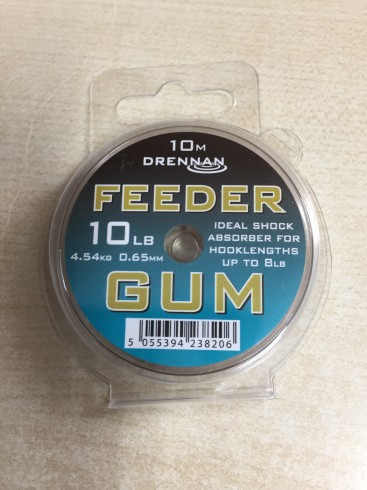 10M
DRENNAN
FEEDER
10LB
4.54KG 0.65MM
IDEAL SHOCK
ABSORBER FOR
HOOKLENGTHS
UP TO 8LB
GUM
5 055394 238206